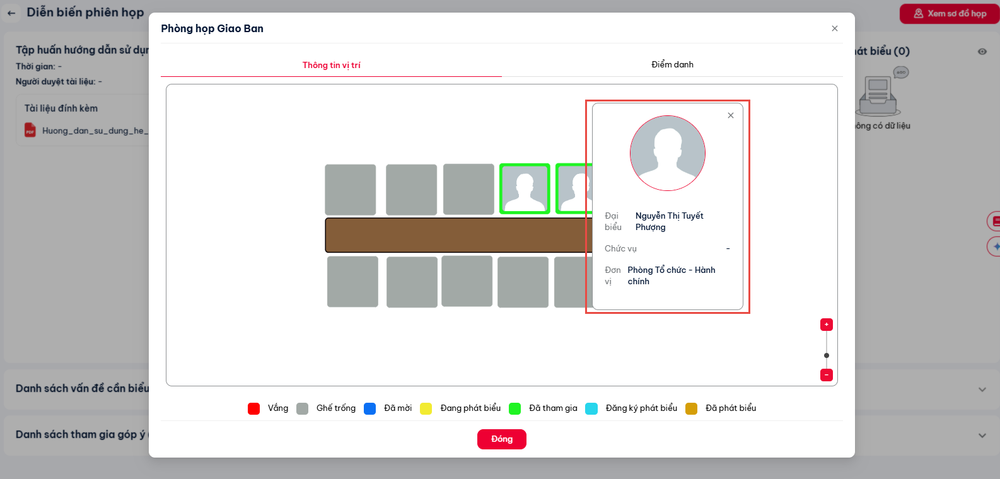 Diễn biến phiên họp
Xem sơ đồ họp
Phòng họp Giao Ban
Tập huấn hướng dẫn sử dụn
Thời gian: -
Người duyệt tài liệu: -
Tài liệu đính kèm
PDF
Huong_dan_su_dung_he_
Thông tin vị trí
Điểm danh
hát biểu (0)
hông có dữ liệu
Đại biểu
Nguyễn Thị Tuyết
Phượng
Chức vụ
-
Đơn vị
Phòng Tổ chức - Hành
chính
+
-
Danh sách vấn đề cần biểu
Danh sách tham gia góp ý
Vắng
Ghế trống
Đã mời
Đang phát biểu
Đã tham gia
Đăng ký phát biểu
Đã phát biểu
Đóng